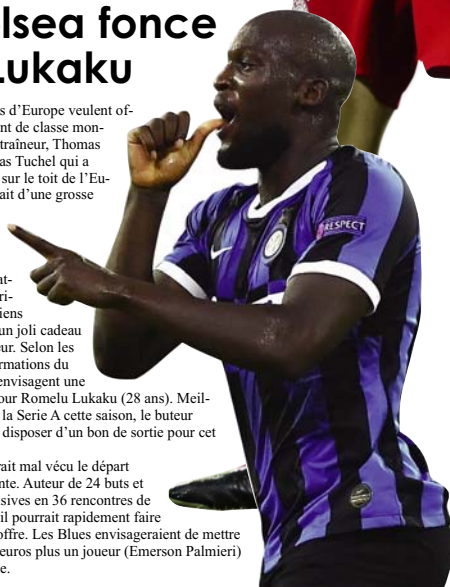 lsea fonce
Lukaku
s d’Europe veulent of-
nt de classe mon-
traîneur, Thomas
as Tuchel qui a
sur le toit de l’Eu-
ait d’une grosse
at-
ri-
iens
un joli cadeau
eur. Selon les
rmations du
envisagent une
our Romelu Lukaku (28 ans). Meil-
la Serie A cette saison, le buteur
disposer d’un bon de sortie pour cet
rait mal vécu le départ
nte. Auteur de 24 buts et
sives en 36 rencontres de
il pourrait rapidement faire
offre. Les Blues envisageraient de mettre
euros plus un joueur (Emerson Palmieri)
e.
RESPECT